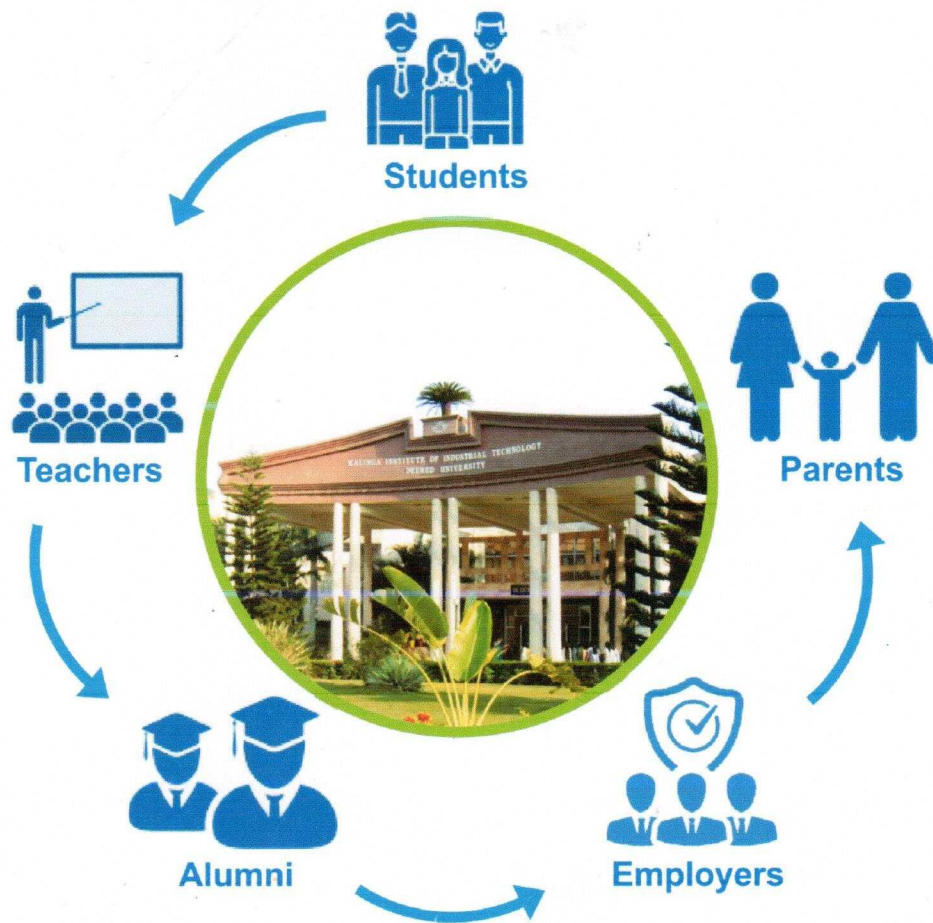 Students
Teachers
Parents
KALINGA INSTITUTE OF INDUSTRIAL TECHNOLOGY
DEEMED UNIVERSITY
Alumni
Employers